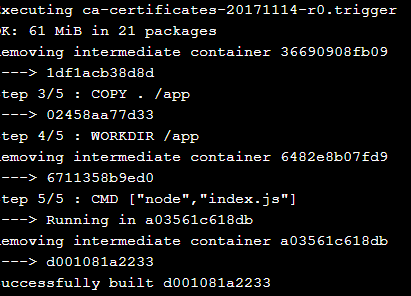 xecuting ca-certificates-20171114-r0.trigger
OK: 61 MiB in 21 packages
emoving intermediate container 36690908fb09
---> 1df1acb38d8d
tep 3/5 : COPY . /app
---> 02458aa77d33
tep 4/5 : WORKDIR /app
emoving intermediate container 6482e8b07fd9
---> 6711358b9ed0
tep 5/5 : CMD ["node","index.js"]
---> Running in a03561c618db
emoving intermediate container a03561c618db
---> d001081a2233
uccessfully built d001081a2233